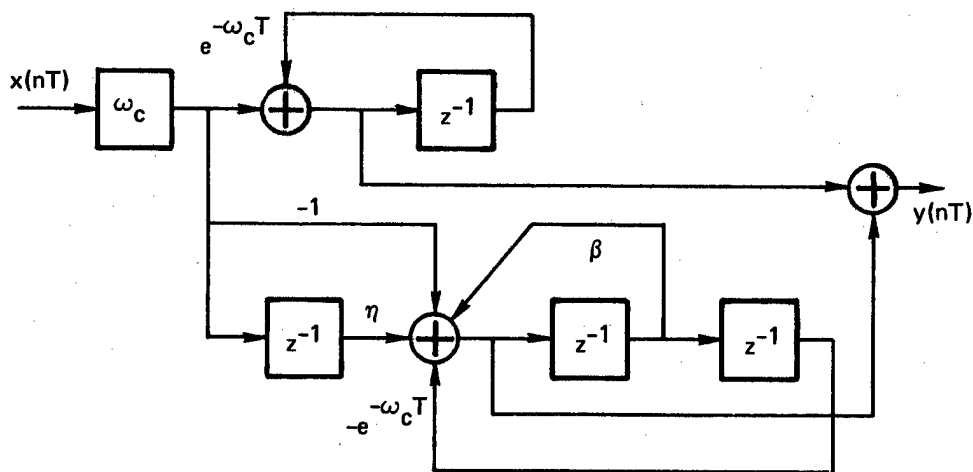 e^{-ω_c T}
x(nT)
ω_c
+
z^{-1}
+
y(nT)
-1
β
z^{-1}
η
+
z^{-1}
z^{-1}
-e^{-ω_c T}